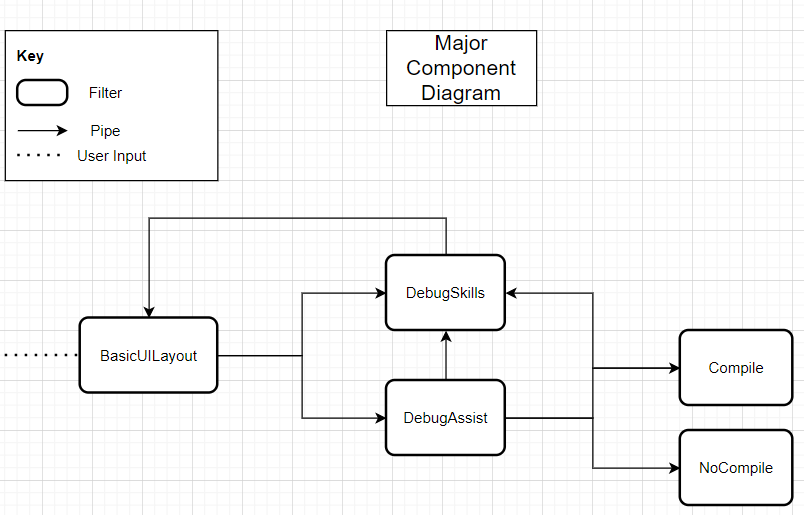 Key
Filter
Pipe
User Input
Major
Component
Diagram
DebugSkills
BasicUILayout
DebugAssist
Compile
NoCompile